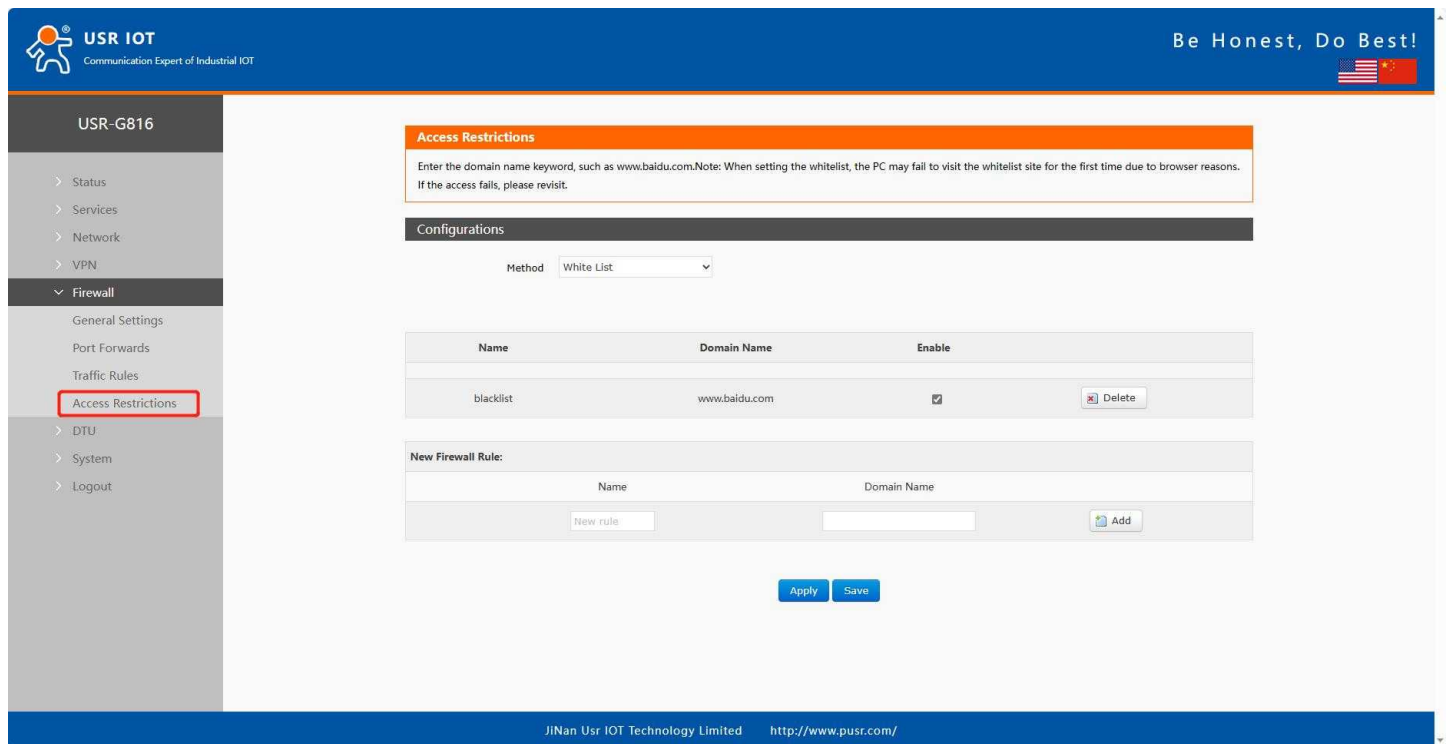 USR IOT
Communication Expert of Industrial IOT
Be Honest, Do Best!
USR-G816
Status
Services
Network
VPN
Firewall
General Settings
Port Forwards
Traffic Rules
Access Restrictions
DTU
System
Logout
Access Restrictions
Enter the domain name keyword, such as www.baidu.com.Note: When setting the whitelist, the PC may fail to visit the whitelist site for the first time due to browser reasons.
If the access fails, please revisit.
Configurations
Method White List
Name Domain Name Enable
blacklist www.baidu.com Delete
New Firewall Rule:
Name Domain Name
New rule Add
Apply Save
JiNan Usr IOT Technology Limited http://www.pusr.com/